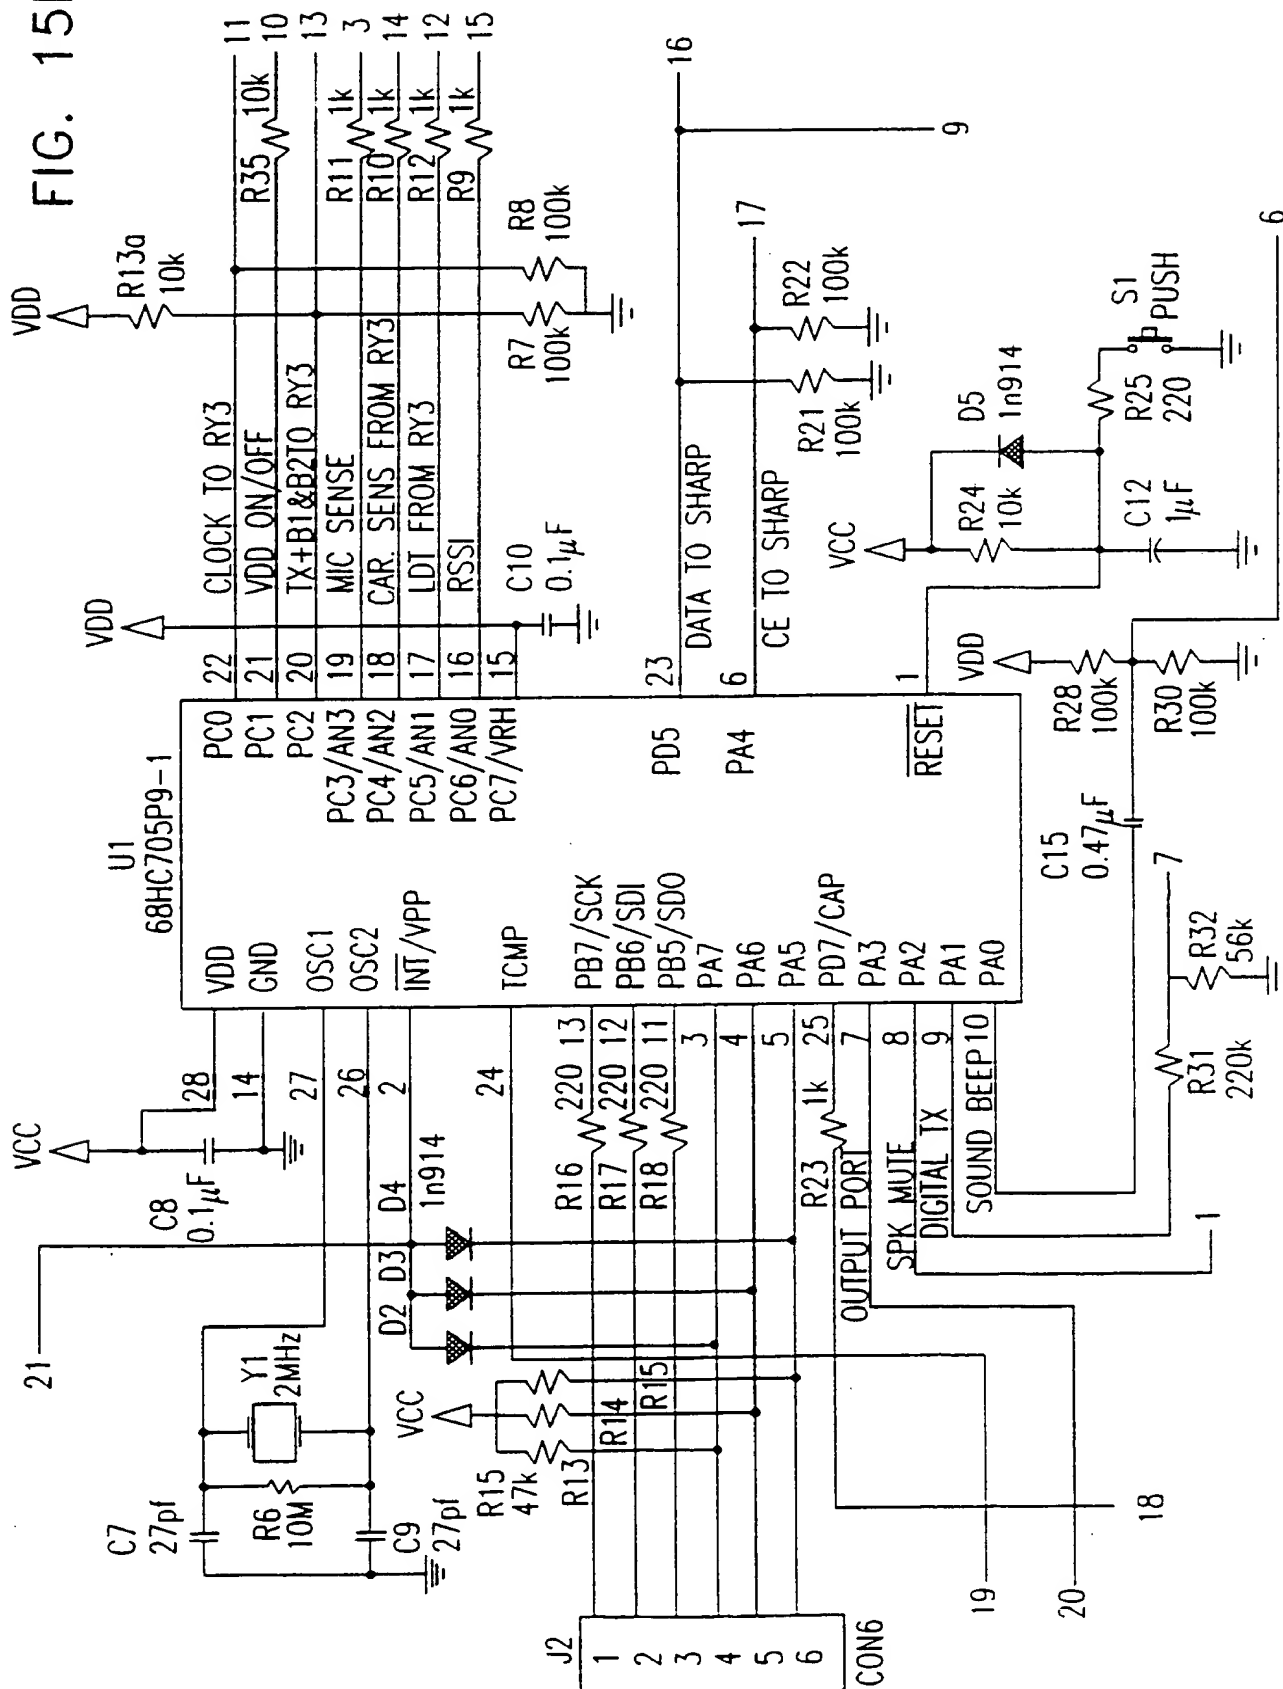 FIG. 15
U1
68HC705P9-1
VDD
GND
OSC1
OSC2
INT/VPP
TCMP
PB7/SCK
PB6/SDI
PB5/SDO
PA7
PA6
PA5
PD7/CAP
PA3
PA2
PA1
PA0
PC0
PC1
PC2
PC3/AN3
PC4/AN2
PC5/AN1
PC6/AN0
PC7/VRH
PD5
PA4
RESET
28
14
27
26
2
24
13
12
11
3
4
5
25
7
8
9
10
22
21
20
19
18
17
16
15
23
6
1
CLOCK TO RY3
VDD ON/OFF
TX+B1&B2TO RY3
MIC SENSE
CAR. SENS FROM RY3
LDT FROM RY3
RSSI
DATA TO SHARP
CE TO SHARP
VDD
R13a
10k
R35
10k
R11
1k
R10
1k
R12
1k
R9
1k
11
10
13
3
14
12
15
R8
100k
R7
100k
VDD
C10
0.1µF
16
9
17
R22
100k
R21
100k
VCC
R24
10k
D5
1n914
C12
1µF
R25
220
S1
PUSH
VDD
R28
100k
R30
100k
6
C15
0.47µF
7
R32
56k
R31
220k
VCC
C8
0.1µF
21
D2
D3
D4
1n914
Y1
2MHz
C7
27pf
R6
10M
C9
27pf
VCC
R15
47k
R13
R14
R15
R16
220
R17
220
R18
220
R23
1k
OUTPUT PORT
SPK MUTE
DIGITAL TX
SOUND BEEP
1
18
19
20
J2
1
2
3
4
5
6
CON6